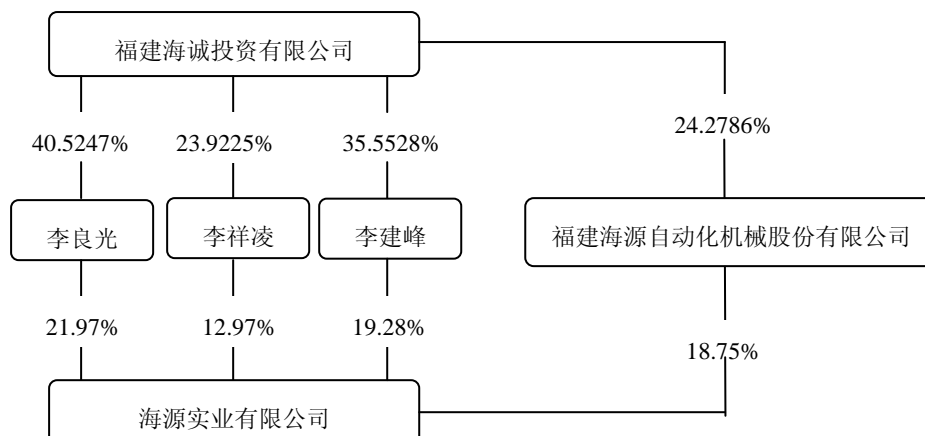 福建海诚投资有限公司
40.5247%
23.9225%
35.5528%
24.2786%
李良光
李祥凌
李建峰
福建海源自动化机械股份有限公司
21.97%
12.97%
19.28%
18.75%
海源实业有限公司